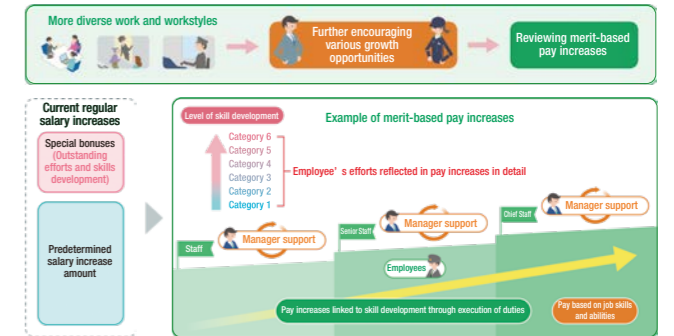 More diverse work and workstyles
Further encouraging
various growth
opportunities
Reviewing merit-based
pay increases
Current regular
salary increases
Special bonuses
(Outstanding
efforts and skills
development)
Predetermined
salary increase
amount
Level of skill development
Example of merit-based pay increases
Category 6
Category 5
Category 4
Category 3
Category 2
Category 1
Employee’ s efforts reflected in pay increases in detail
Staff
Manager support
Senior Staff
Manager support
Chief Staff
Manager support
Employees
Pay increases linked to skill development through execution of duties
Pay based on job skills
and abilities